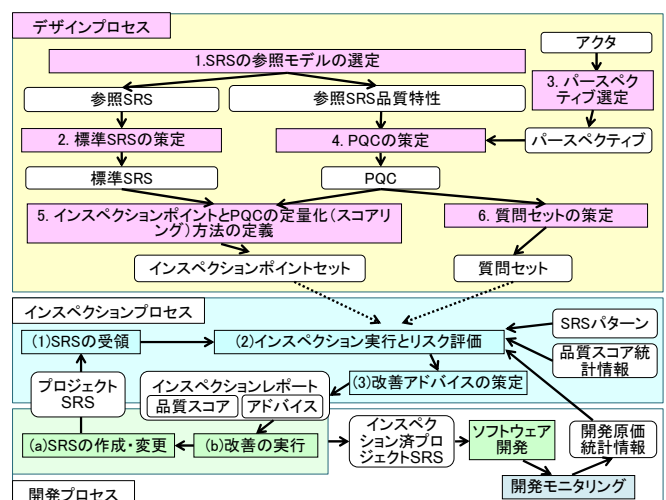 デザインプロセス
1.SRSの参照モデルの選定
アクタ
参照SRS
参照SRS品質特性
3. パースペク
ティブ選定
2. 標準SRSの策定
4. PQCの策定
パースペクティブ
標準SRS
PQC
5. インスペクションポイントとPQCの定量化(スコアリ
ング)方法の定義
6. 質問セットの策定
インスペクションポイントセット
質問セット
インスペクションプロセス
SRSパターン
(1)SRSの受領
(2)インスペクション実行とリスク評価
品質スコア統
計情報
プロジェクト
SRS
インスペクションレポート
品質スコア
アドバイス
(3)改善アドバイスの策定
(a)SRSの作成・変更
(b)改善の実行
インスペク
ション済プロ
ジェクトSRS
ソフトウェア
開発
開発原価
統計情報
開発モニタリング
開発プロセス